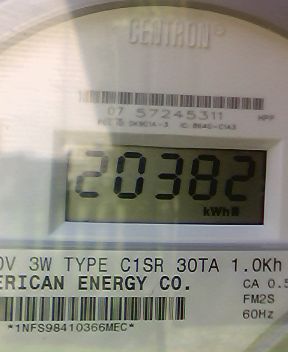 CENTRON
07 57245311
HPP
20382
kWh
0V 3W TYPE C1SR 30TA 1.0Kh
ERICAN ENERGY CO.
CA 0.5
FM2S
60Hz
*1NFS98410366MEC*